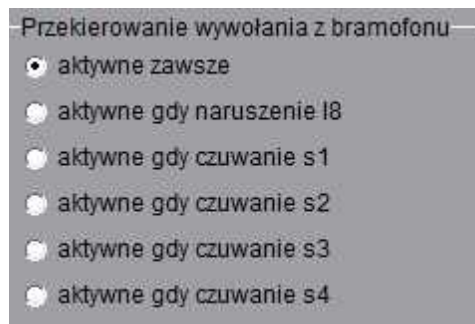 Przekierowanie wywołania z bramofonu
aktywne zawsze
aktywne gdy naruszenie I8
aktywne gdy czuwanie s1
aktywne gdy czuwanie s2
aktywne gdy czuwanie s3
aktywne gdy czuwanie s4